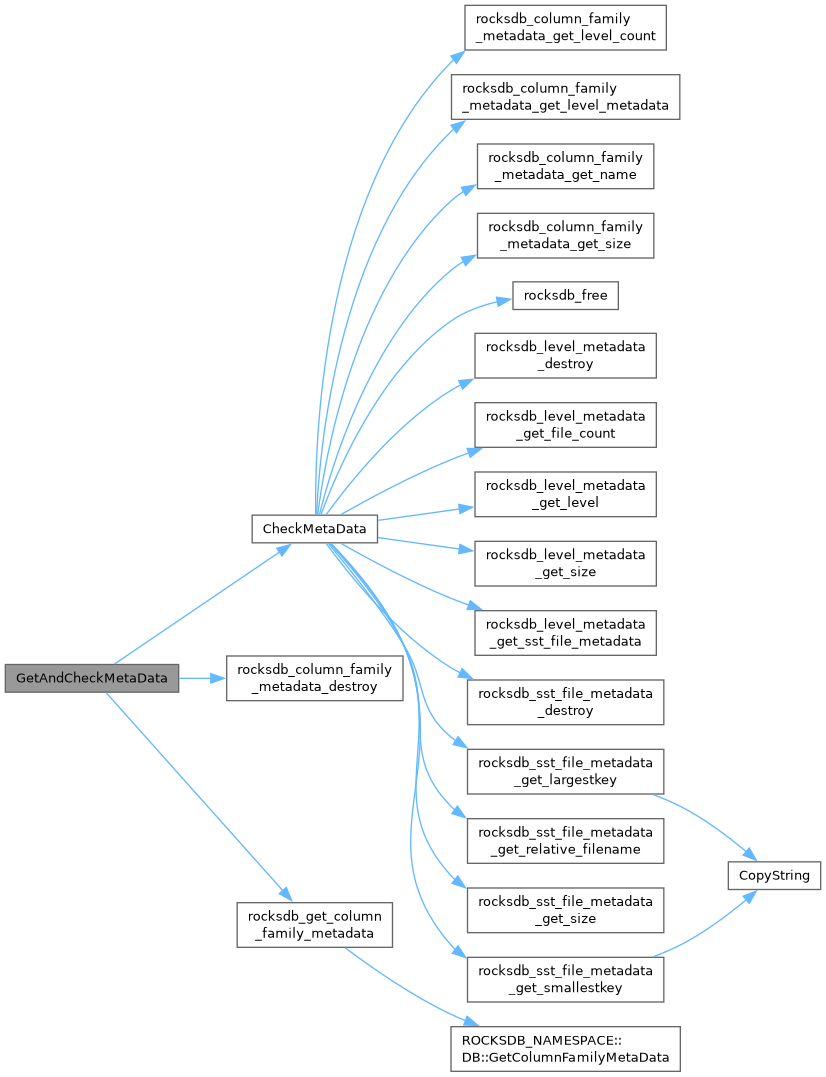 rocksdb_column_family
_metadata_get_level_count
rocksdb_column_family
_metadata_get_level_metadata
rocksdb_column_family
_metadata_get_name
rocksdb_column_family
_metadata_get_size
rocksdb_free
rocksdb_level_metadata
_destroy
rocksdb_level_metadata
_get_file_count
rocksdb_level_metadata
_get_level
CheckMetaData
rocksdb_level_metadata
_get_size
rocksdb_level_metadata
_get_sst_file_metadata
GetAndCheckMetaData
rocksdb_column_family
_metadata_destroy
rocksdb_sst_file_metadata
_destroy
rocksdb_sst_file_metadata
_get_largestkey
rocksdb_sst_file_metadata
_get_relative_filename
CopyString
rocksdb_sst_file_metadata
_get_size
rocksdb_get_column
_family_metadata
rocksdb_sst_file_metadata
_get_smallestkey
ROCKSDB_NAMESPACE::
DB::GetColumnFamilyMetaData